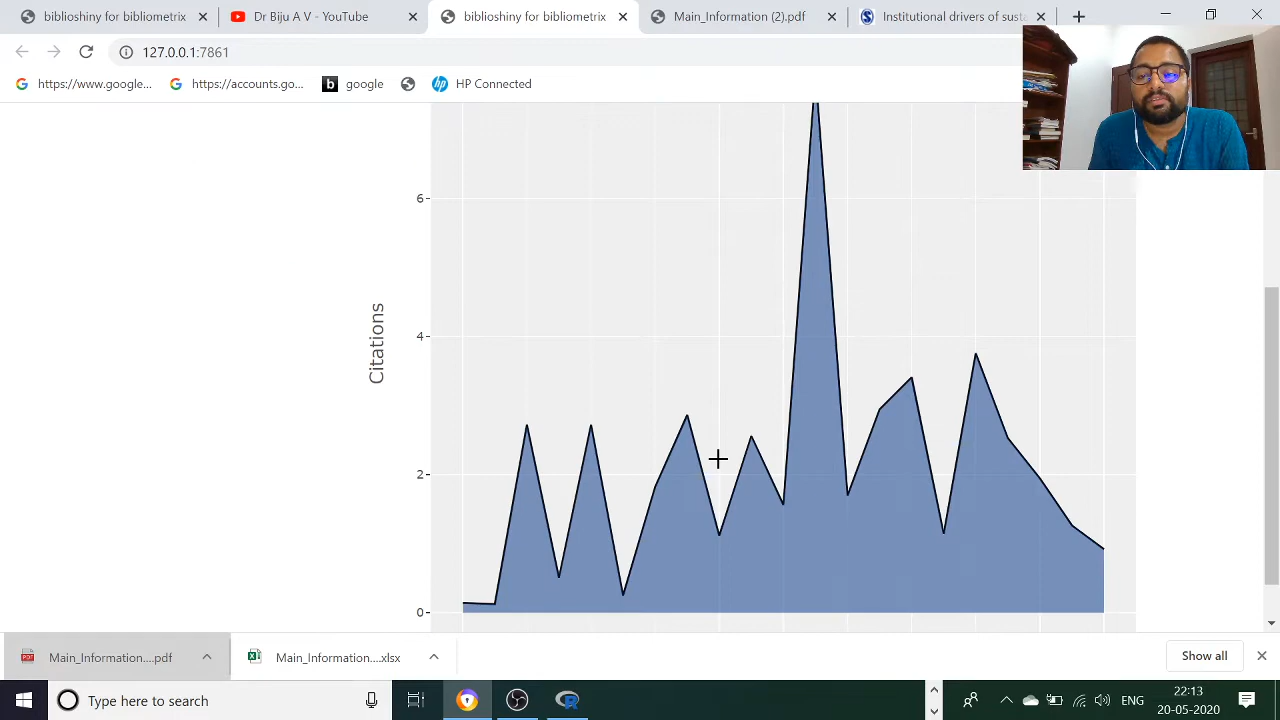 biblioshiny for bibliometrix
Dr Biju A V - YouTube
biblioshiny for bibliometrix
Main_Information (2).pdf
Institutional drivers of susta
127.0.0.1:7861
https://www.google...
https://accounts.go...
b google
hp HP Connected
6
4
Citations
2
0
Main_Information....pdf
Main_Information....xlsx
Show all
Type here to search
ENG
22:13
20-05-2020